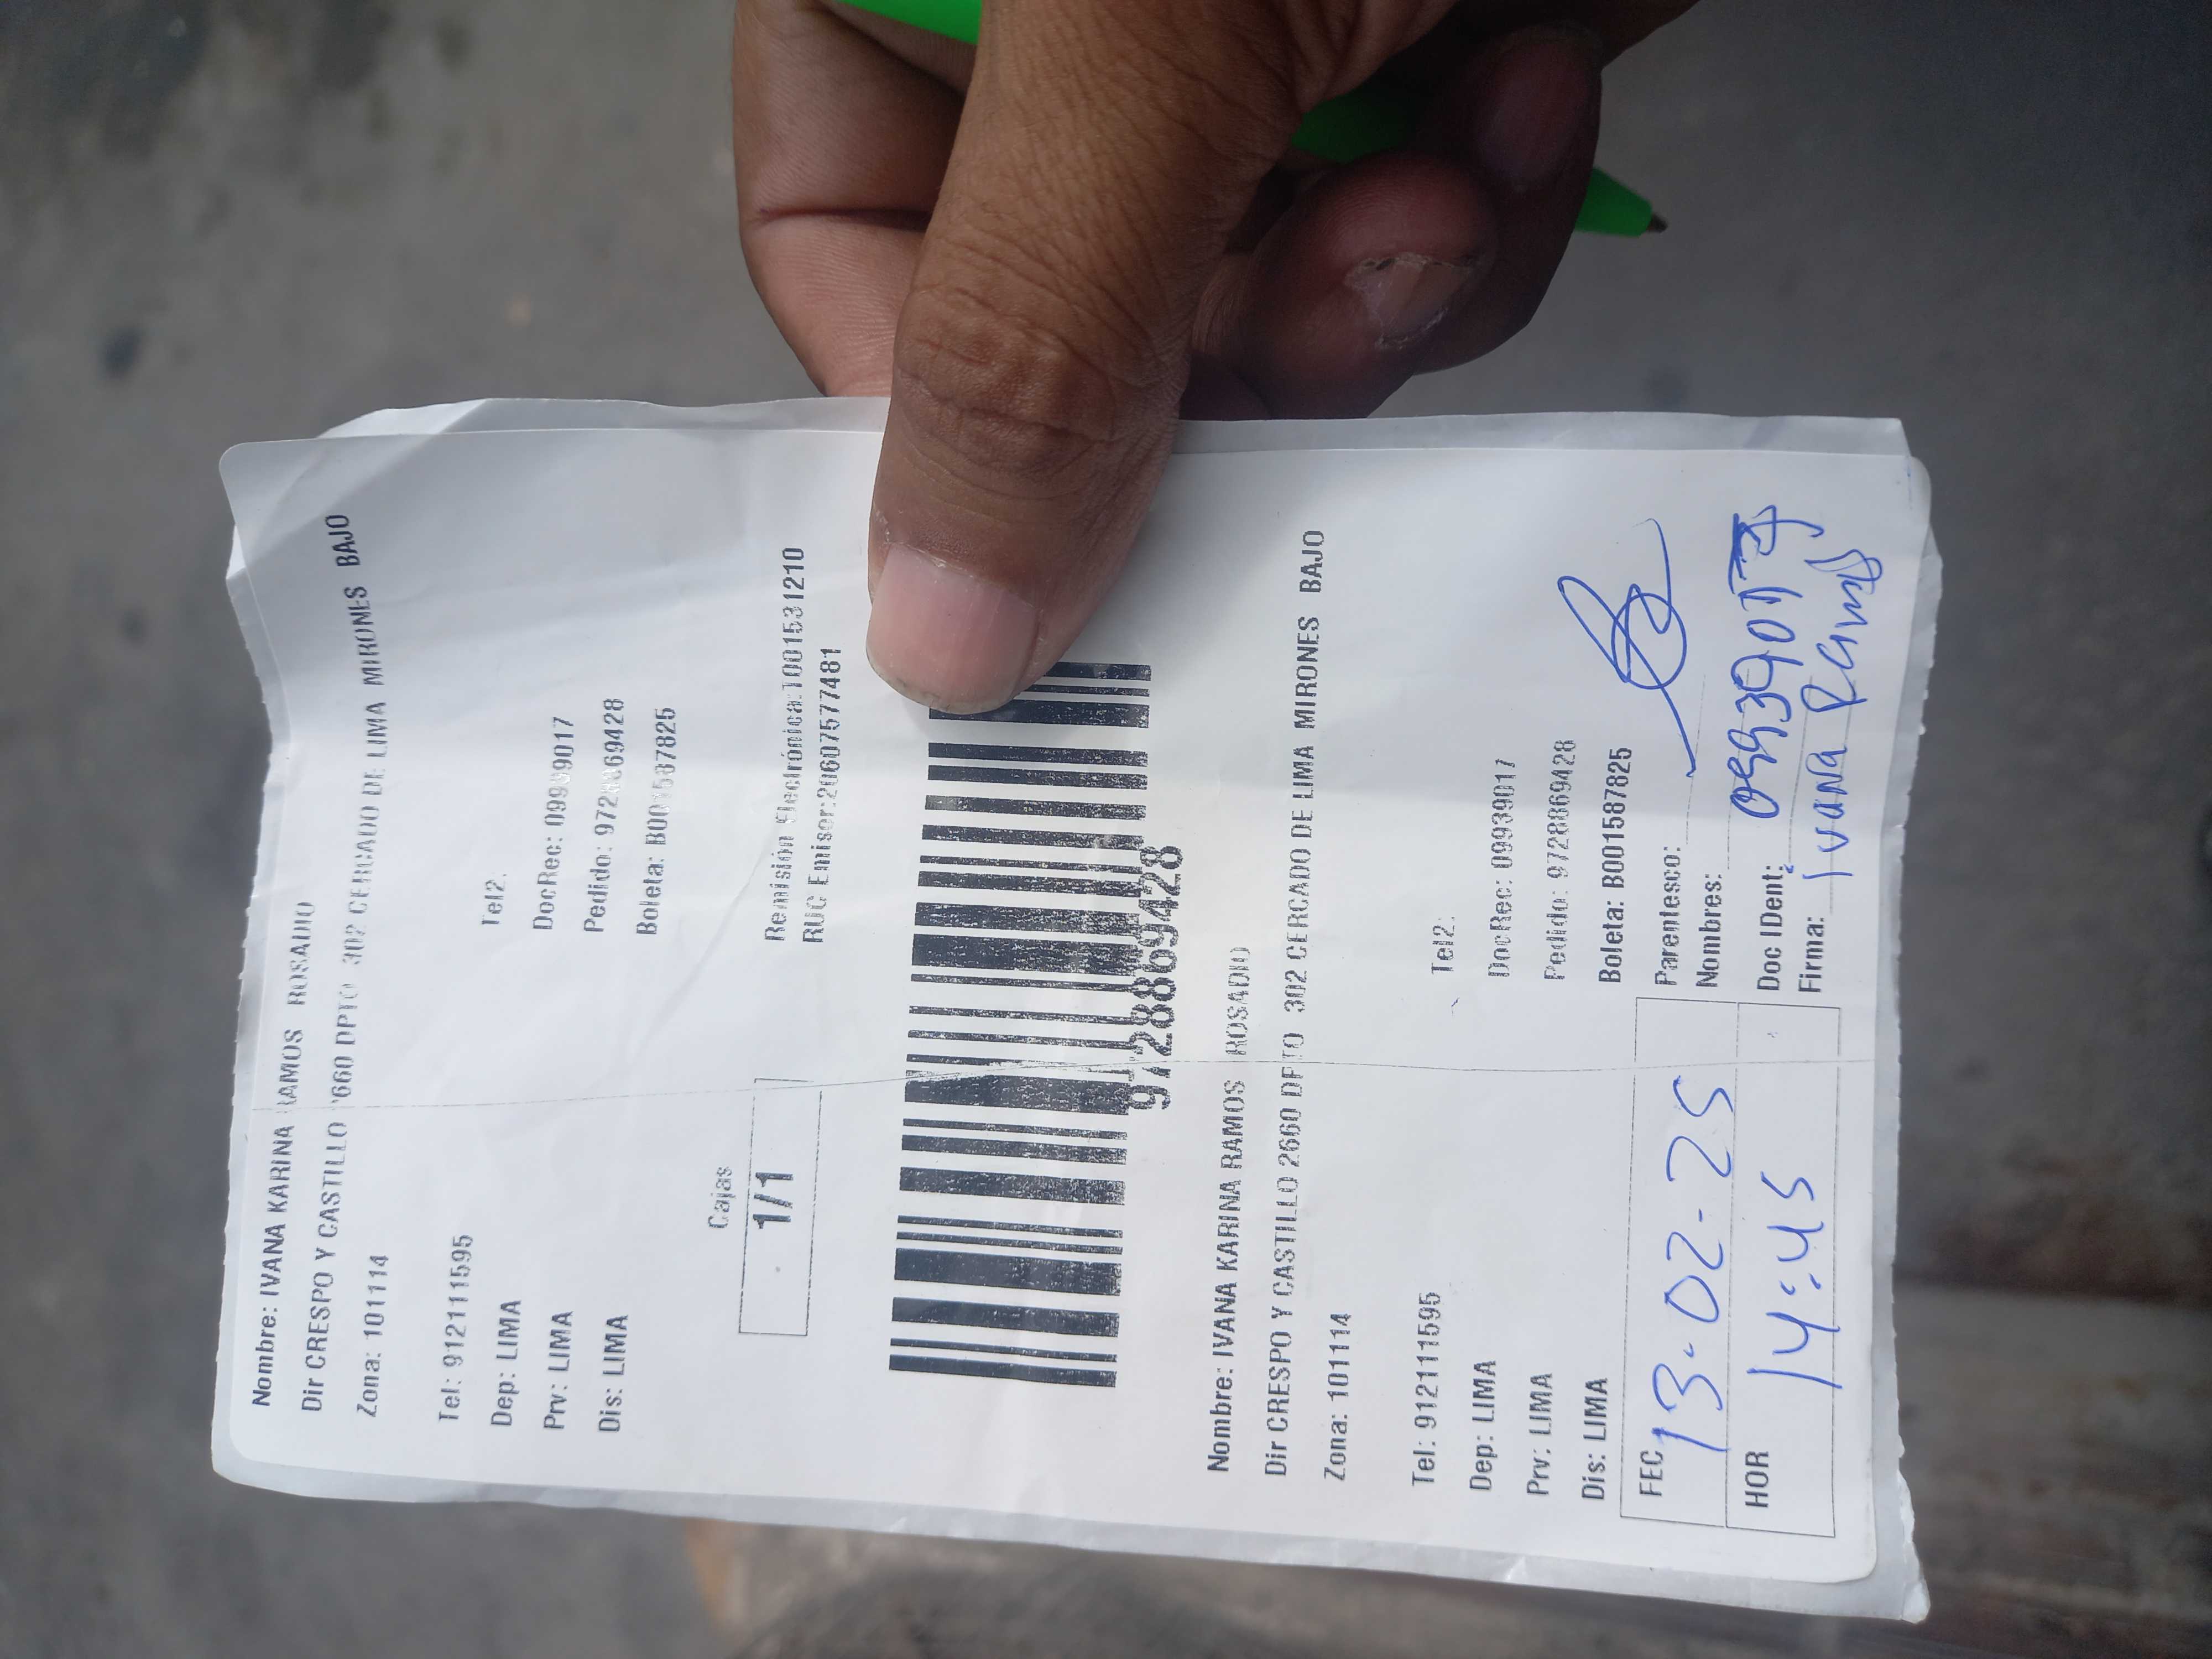 Nombre: IVANA KARINA RAMOS ROSADIO
Dir CRESPO Y CASTILLO 2660 DPTO 302 CERCADO DE LIMA MIRONES BAJO
Zona: 101114
Tel: 912111595
Tel2:
Dep: LIMA
DocRec: 09939017
Prv: LIMA
Pedido: 9728869428
Dis: LIMA
Boleta: B001587825
Cajas
1/1
Remisión Electrónica:T001531210
RUC Emisor:20607577481
9728869428
Nombre: IVANA KARINA RAMOS ROSADIO
Dir CRESPO Y CASTILLO 2660 DPTO 302 CERCADO DE LIMA MIRONES BAJO
Zona: 101114
Tel: 912111595
Tel2:
Dep: LIMA
DocRec: 09939017
Prv: LIMA
Pedido: 9728869428
Dis: LIMA
Boleta: B001587825
FEC 13-02-25
Parentesco:
Nombres:
HOR 14:45
Doc IDent:
Firma: Ivana Ramos